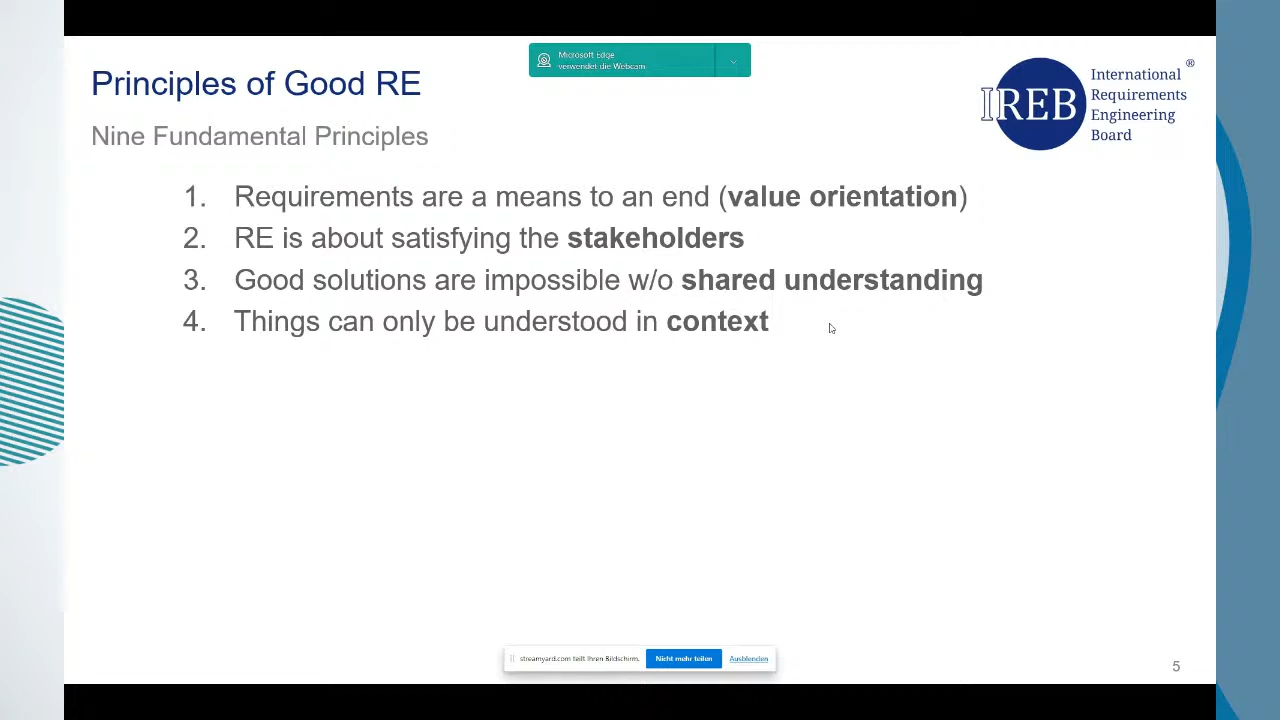 Microsoft Edge
verwendet die Webcam
Principles of Good RE
Nine Fundamental Principles
IREB
International
Requirements
Engineering
Board
®
1. Requirements are a means to an end (value orientation)
2. RE is about satisfying the stakeholders
3. Good solutions are impossible w/o shared understanding
4. Things can only be understood in context
streamyard.com teilt Ihren Bildschirm. Nicht mehr teilen Ausblenden
5